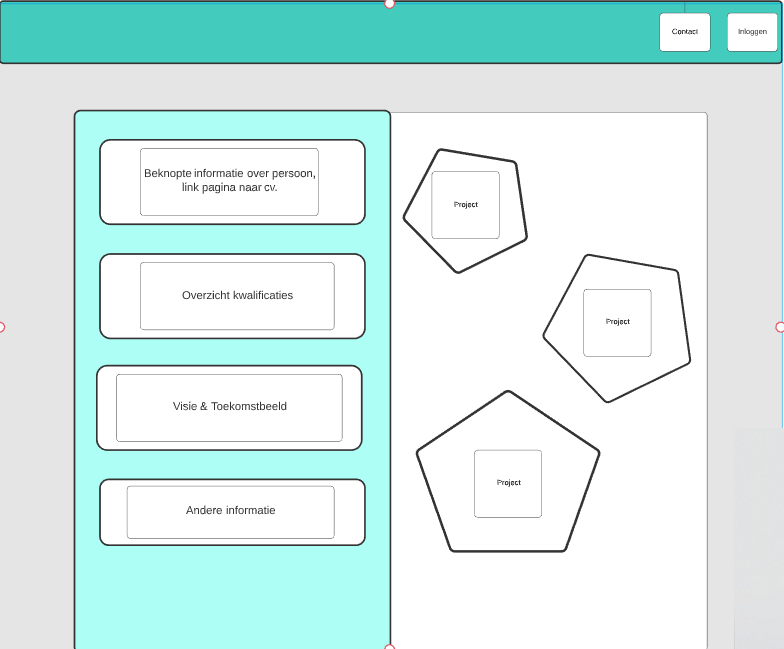 Contact
Inloggen
Beknopte informatie over persoon,
link pagina naar cv.
Overzicht kwalificaties
Visie & Toekomstbeeld
Andere informatie
Project
Project
Project